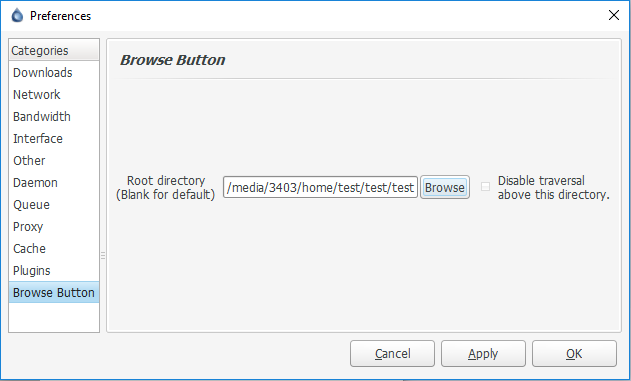 Preferences
Categories
Downloads
Network
Bandwidth
Interface
Other
Daemon
Queue
Proxy
Cache
Plugins
Browse Button
Browse Button
Root directory
(Blank for default)
/media/3403/home/test/test/test
Browse
Disable traversal
above this directory.
Cancel
Apply
OK